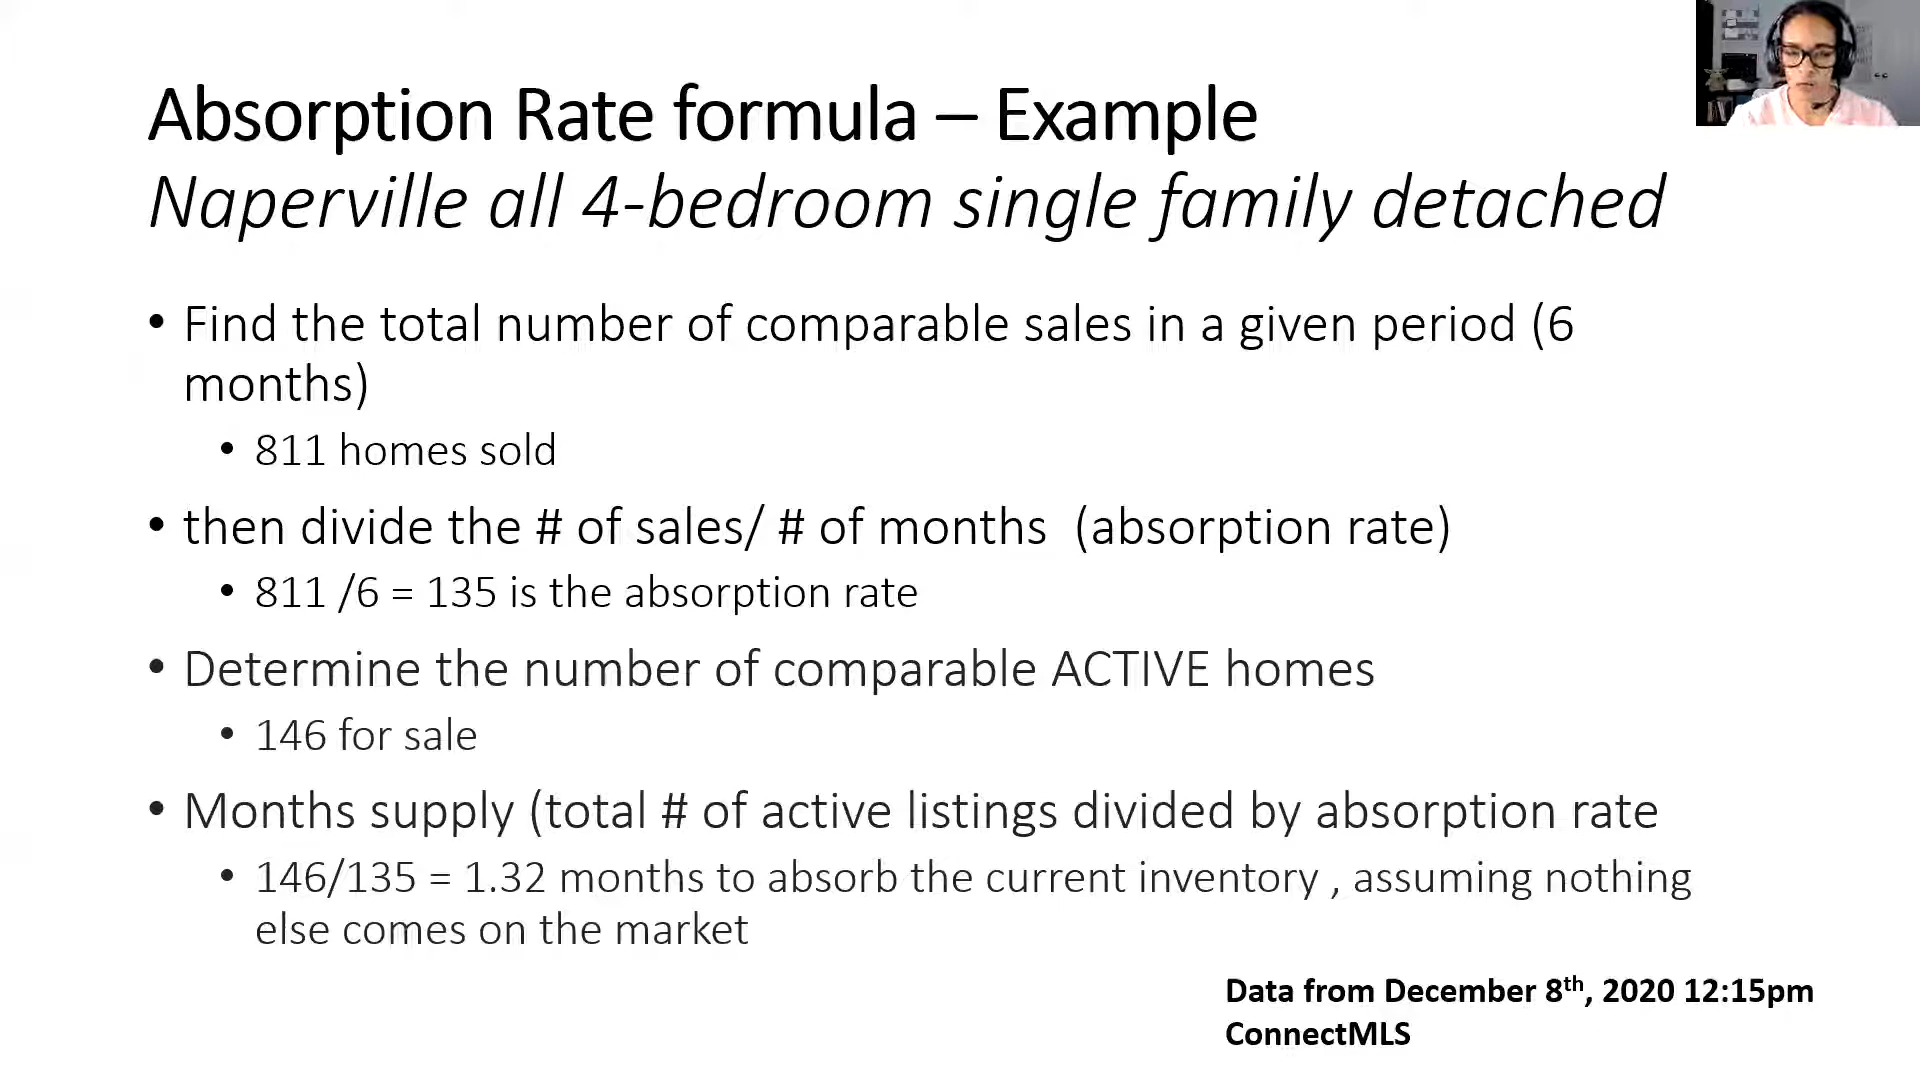 Absorption Rate formula – Example
Naperville all 4-bedroom single family detached
• Find the total number of comparable sales in a given period (6
months)
• 811 homes sold
• then divide the # of sales/ # of months (absorption rate)
• 811 /6 = 135 is the absorption rate
• Determine the number of comparable ACTIVE homes
• 146 for sale
• Months supply (total # of active listings divided by absorption rate
• 146/135 = 1.32 months to absorb the current inventory , assuming nothing
else comes on the market
Data from December 8th, 2020 12:15pm
ConnectMLS